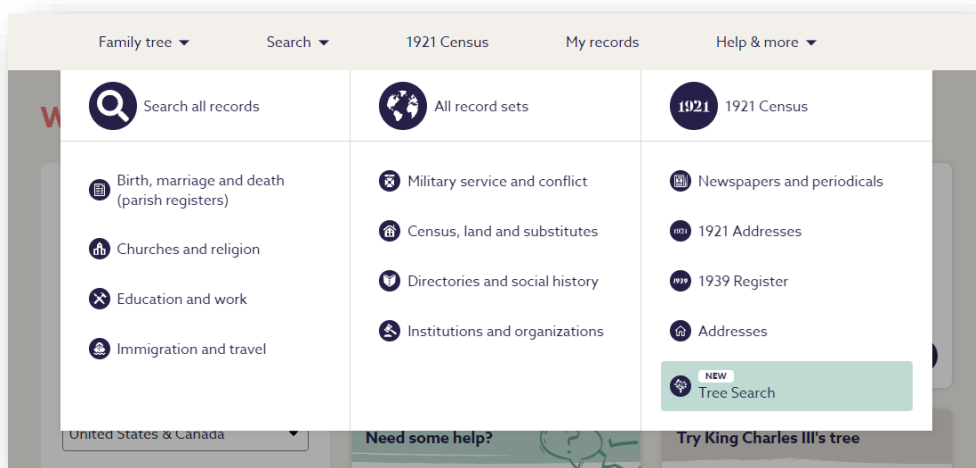 Family tree
Search
1921 Census
My records
Help & more
Search all records
All record sets
1921
1921 Census
Birth, marriage and death
(parish registers)
Churches and religion
Education and work
Immigration and travel
Military service and conflict
Census, land and substitutes
Directories and social history
Institutions and organizations
Newspapers and periodicals
1921
1921 Addresses
1939
1939 Register
Addresses
NEW
Tree Search
W
United States & Canada
Need some help?
Try King Charles III's tree